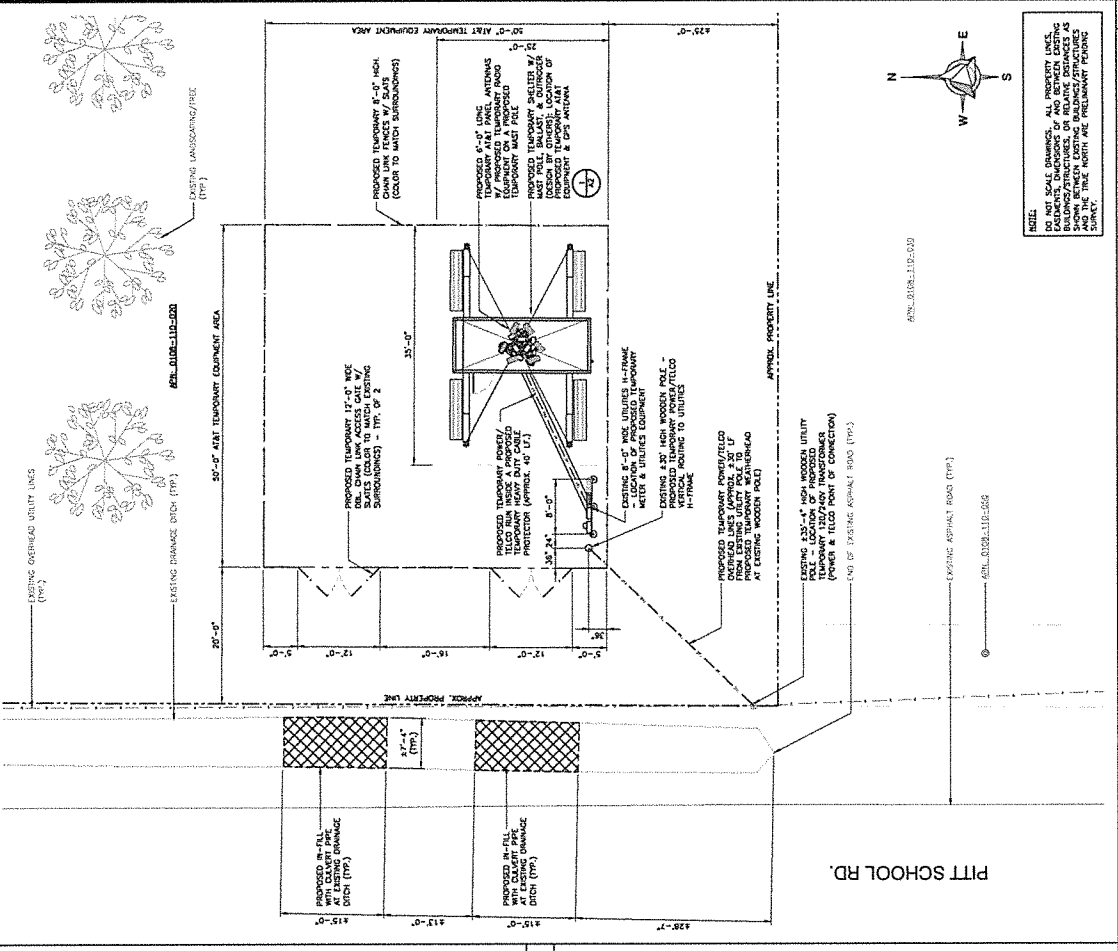 50'-0" AT&T TEMPORARY EQUIPMENT AREA
25'-0"
±25'-0"
EXISTING OVERHEAD UTILITY LINES
(TYP.)
EXISTING DRAINAGE DITCH (TYP.)
APN: 0108-110-020
EXISTING LANDSCAPING/TREE
(TYP.)
50'-0" AT&T TEMPORARY EQUIPMENT AREA
20'-0"
PROPOSED TEMPORARY 8'-0" HIGH
CHAIN LINK FENCES W/ SLATS
(COLOR TO MATCH SURROUNDINGS)
PROPOSED 6'-0" LONG
TEMPORARY AT&T PANEL ANTENNAS
W/ PROPOSED TEMPORARY RADIO
EQUIPMENT ON A PROPOSED
TEMPORARY MAST POLE
PROPOSED TEMPORARY SHELTER W/
MAST POLE, BALLAST, & OUTRIGGER
(DESIGN BY OTHERS); LOCATION OF
PROPOSED TEMPORARY AT&T
EQUIPMENT & GPS ANTENNA
1
A2
PROPOSED TEMPORARY 12'-0" WIDE
DBL. CHAIN LINK ACCESS GATE W/
SLATES (COLOR TO MATCH EXISTING
SURROUNDINGS) - TYP. OF 2
35'-0"
PROPOSED TEMPORARY POWER/
TELCO RUN INSIDE A PROPOSED
TEMPORARY HEAVY DUTY CABLE
PROTECTOR (APPROX. 40' LF.)
36" 24" 8'-0"
EXISTING 8'-0" WIDE UTILITIES H-FRAME
- LOCATION OF PROPOSED TEMPORARY
METER & UTILITIES EQUIPMENT
EXISTING ±30' HIGH WOODEN POLE -
PROPOSED TEMPORARY POWER/TELCO
VERTICAL ROUTING TO UTILITIES
H-FRAME
5'-0"
12'-0"
16'-0"
12'-0"
5'-0"
36"
PROPOSED TEMPORARY POWER/TELCO
OVERHEAD LINES (APPROX. ±30' LF
FROM EXISTING UTILITY POLE TO
PROPOSED TEMPORARY WEATHERHEAD
AT EXISTING WOODEN POLE)
EXISTING ±35'-4" HIGH WOODEN UTILITY
POLE - LOCATION OF PROPOSED
TEMPORARY 120/240V TRANSFORMER
(POWER & TELCO POINT OF CONNECTION)
END OF EXISTING ASPHALT ROAD (TYP.)
APPROX. PROPERTY LINE
APPROX. PROPERTY LINE
EXISTING ASPHALT ROAD (TYP.)
±7'-4"
(TYP.)
PROPOSED IN-FILL
WITH CULVERT PIPE
AT EXISTING DRAINAGE
DITCH (TYP.)
PROPOSED IN-FILL
WITH CULVERT PIPE
AT EXISTING DRAINAGE
DITCH (TYP.)
±15'-0"
±13'-0"
±15'-0"
±28'-7"
PITT SCHOOL RD.
N
E
S
W
NOTE:
DO NOT SCALE DRAWINGS. ALL PROPERTY LINES,
EASEMENTS, DIMENSIONS OF AND BETWEEN EXISTING
BUILDINGS/STRUCTURES, OR RELATIVE DISTANCES AS
SHOWN BETWEEN EXISTING BUILDINGS/STRUCTURES
AND THE TRUE NORTH ARE PRELIMINARY PENDING
SURVEY.